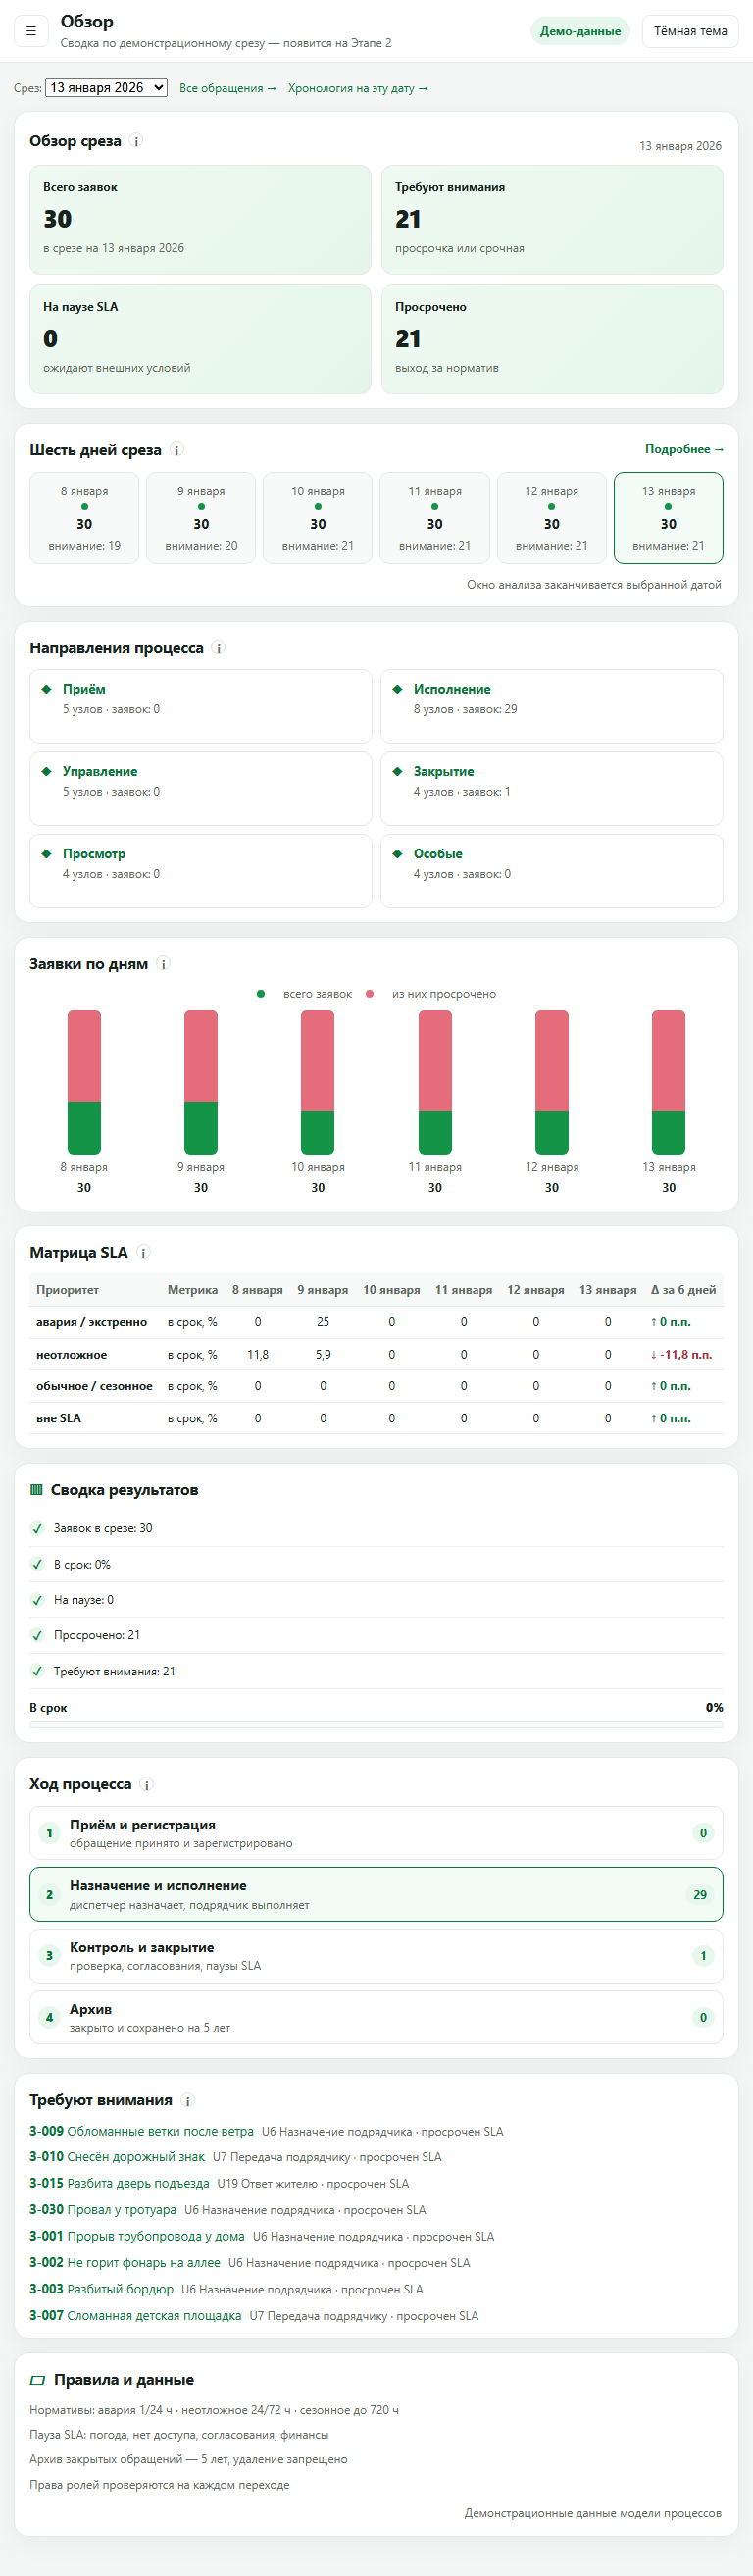 ☰
Обзор
Сводка по демонстрационному срезу — появится на Этапе 2
Демо-данные
Тёмная тема
Срез: 13 января 2026 Все обращения → Хронология на эту дату →
Обзор среза i
13 января 2026
Всего заявок
30
в срезе на 13 января 2026
Требуют внимания
21
просрочка или срочная
На паузе SLA
0
ожидают внешних условий
Просрочено
21
выход за норматив
Шесть дней среза i
Подробнее →
8 января
30
внимание: 19
9 января
30
внимание: 20
10 января
30
внимание: 21
11 января
30
внимание: 21
12 января
30
внимание: 21
13 января
30
внимание: 21
Окно анализа заканчивается выбранной датой
Направления процесса i
Приём
5 узлов · заявок: 0
Исполнение
8 узлов · заявок: 29
Управление
5 узлов · заявок: 0
Закрытие
4 узлов · заявок: 1
Просмотр
4 узлов · заявок: 0
Особые
4 узлов · заявок: 0
Заявки по дням i
всего заявок из них просрочено
8 января 9 января 10 января 11 января 12 января 13 января
30 30 30 30 30 30
Матрица SLA i
Приоритет Метрика 8 января 9 января 10 января 11 января 12 января 13 января Δ за 6 дней
авария / экстренно в срок, % 0 25 0 0 0 0 ↑ 0 п.п.
неотложное в срок, % 11,8 5,9 0 0 0 0 ↓ -11,8 п.п.
обычное / сезонное в срок, % 0 0 0 0 0 0 ↑ 0 п.п.
вне SLA в срок, % 0 0 0 0 0 0 ↑ 0 п.п.
Сводка результатов
✓ Заявок в срезе: 30
✓ В срок: 0%
✓ На паузе: 0
✓ Просрочено: 21
✓ Требуют внимания: 21
В срок 0%
Ход процесса i
1 Приём и регистрация
обращение принято и зарегистрировано
0
2 Назначение и исполнение
диспетчер назначает, подрядчик выполняет
29
3 Контроль и закрытие
проверка, согласования, паузы SLA
1
4 Архив
закрыто и сохранено на 5 лет
0
Требуют внимания i
З-009 Обломанные ветки после ветра U6 Назначение подрядчика · просрочен SLA
З-010 Снесён дорожный знак U7 Передача подрядчику · просрочен SLA
З-015 Разбита дверь подъезда U19 Ответ жителю · просрочен SLA
З-030 Провал у тротуара U6 Назначение подрядчика · просрочен SLA
З-001 Прорыв трубопровода у дома U6 Назначение подрядчика · просрочен SLA
З-002 Не горит фонарь на аллее U6 Назначение подрядчика · просрочен SLA
З-003 Разбитый бордюр U6 Назначение подрядчика · просрочен SLA
З-007 Сломанная детская площадка U7 Передача подрядчику · просрочен SLA
Правила и данные
Нормативы: авария 1/24 ч · неотложное 24/72 ч · сезонное до 720 ч
Пауза SLA: погода, нет доступа, согласования, финансы
Архив закрытых обращений — 5 лет, удаление запрещено
Права ролей проверяются на каждом переходе
Демонстрационные данные модели процессов